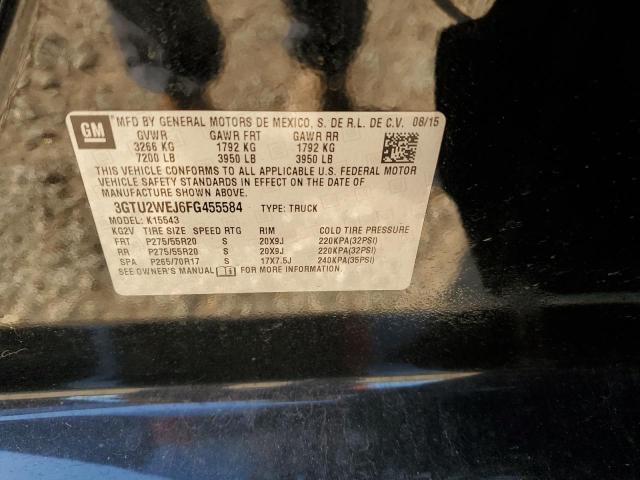 GM
MFD BY GENERAL MOTORS DE MEXICO, S. DE R.L. DE C.V. 08/15
GVWR GAWR FRT GAWR RR
3266 KG 1792 KG 1792 KG
7200 LB 3950 LB 3950 LB
THIS VEHICLE CONFORMS TO ALL APPLICABLE U.S. FEDERAL MOTOR
VEHICLE SAFETY STANDARDS IN EFFECT ON THE DATE OF
MANUFACTURE SHOWN ABOVE.
3GTU2WEJ6FG455584 TYPE: TRUCK
MODEL: K15543
KG2V TIRE SIZE SPEED RTG RIM COLD TIRE PRESSURE
FRT P275/55R20 S 20X9J 220KPA(32PSI)
RR P275/55R20 S 20X9J 220KPA(32PSI)
SPA P265/70R17 S 17X7.5J 240KPA(35PSI)
SEE OWNER'S MANUAL FOR MORE INFORMATION.